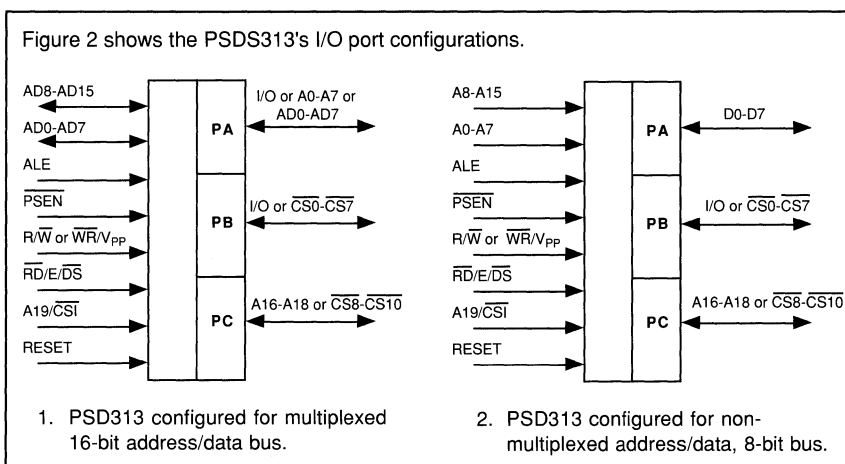 Figure 2 shows the PSDS313's I/O port configurations.
AD8-AD15
AD0-AD7
ALE
PSEN
R/W or WR/VPP
RD/E/DS
A19/CSI
RESET
PA
PB
PC
I/O or A0-A7 or
AD0-AD7
I/O or CS0-CS7
A16-A18 or CS8-CS10
1. PSD313 configured for multiplexed
16-bit address/data bus.
A8-A15
A0-A7
ALE
PSEN
R/W or WR/VPP
RD/E/DS
A19/CSI
RESET
PA
PB
PC
D0-D7
I/O or CS0-CS7
A16-A18 or CS8-CS10
2. PSD313 configured for non-
multiplexed address/data, 8-bit bus.